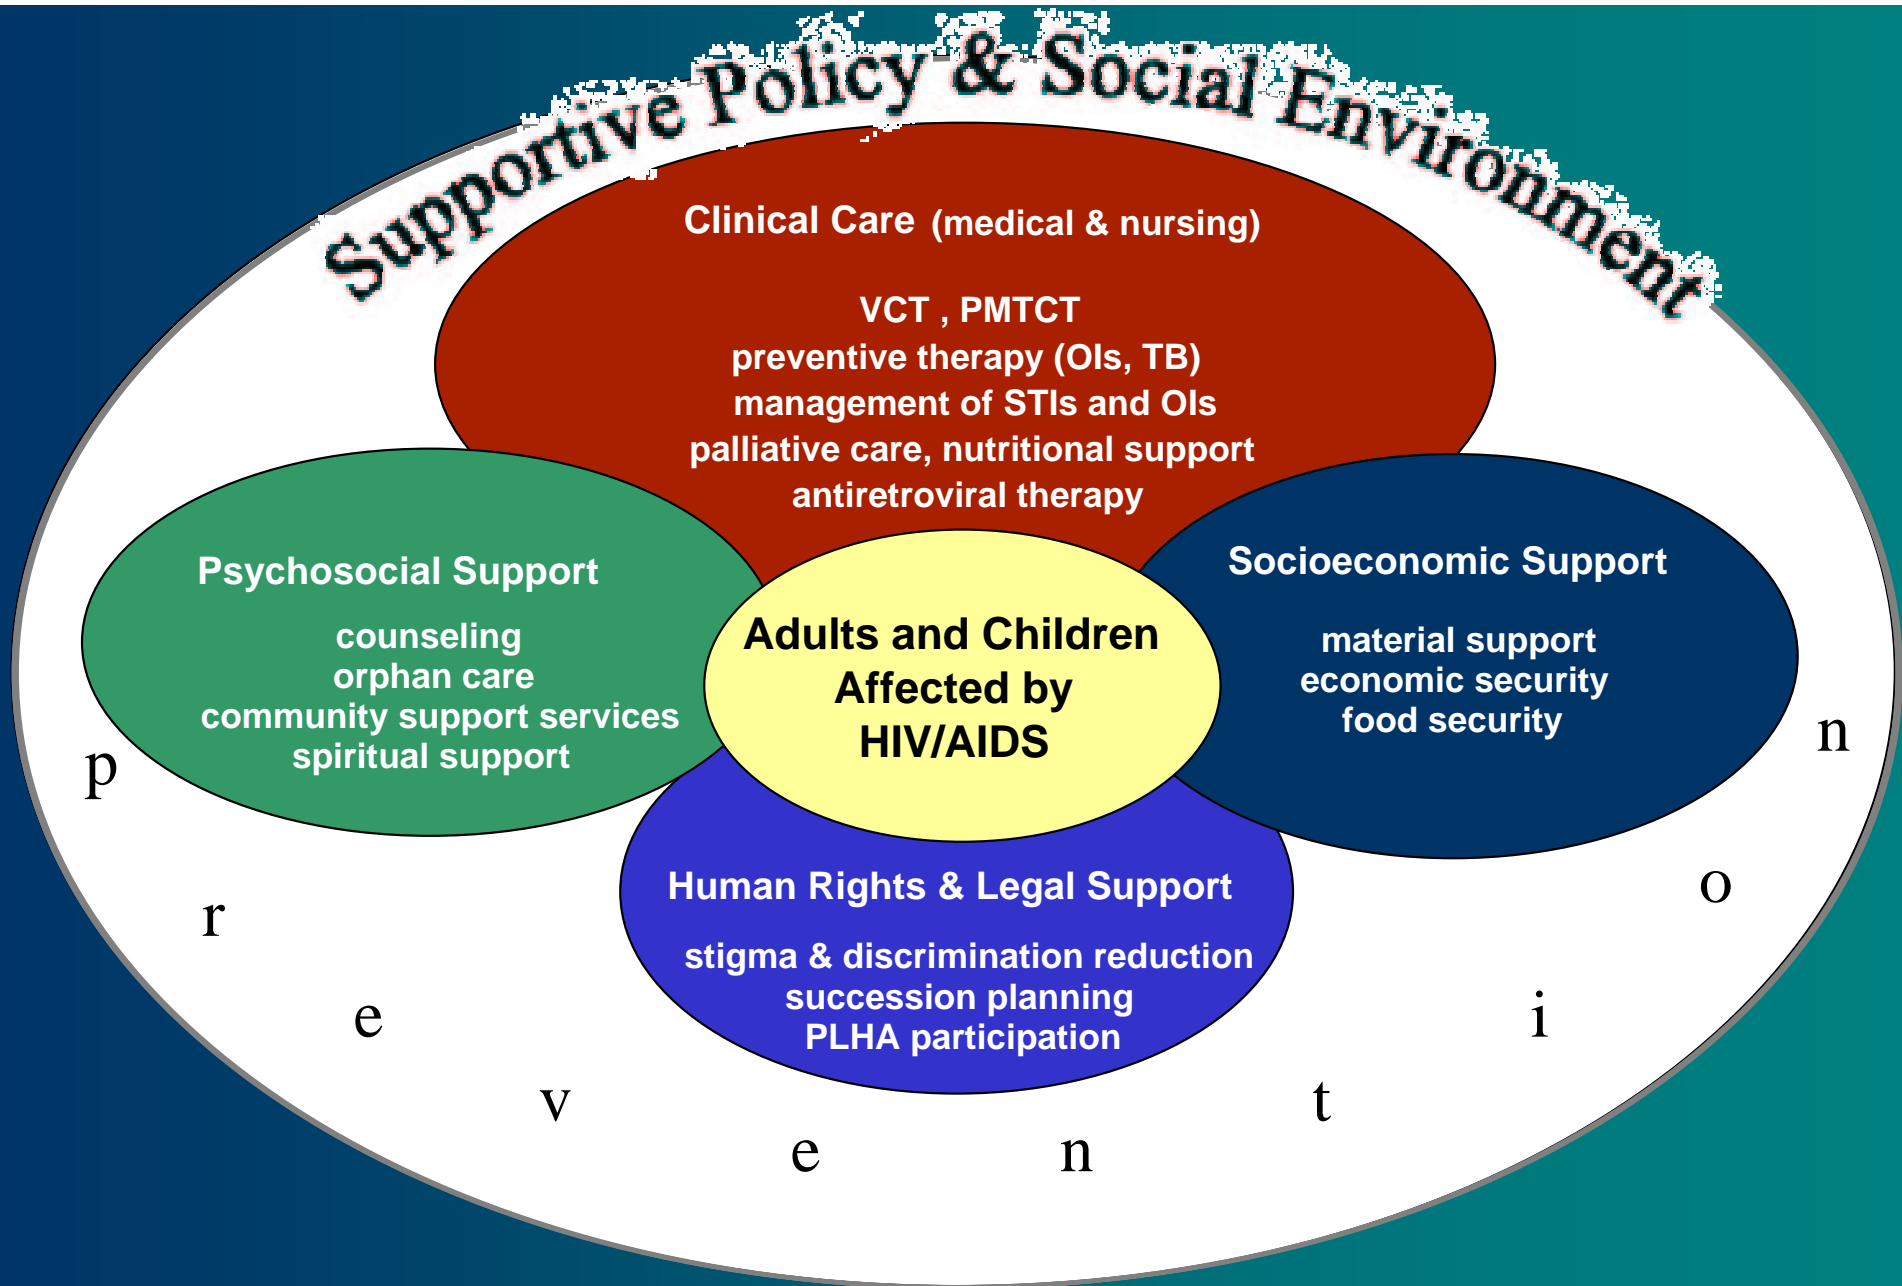 Supportive Policy & Social Environment
Clinical Care (medical & nursing)
VCT , PMTCT
preventive therapy (OIs, TB)
management of STIs and OIs
palliative care, nutritional support
antiretroviral therapy
Psychosocial Support
counseling
orphan care
community support services
spiritual support
Adults and Children
Affected by
HIV/AIDS
Socioeconomic Support
material support
economic security
food security
Human Rights & Legal Support
stigma & discrimination reduction
succession planning
PLHA participation
prevention